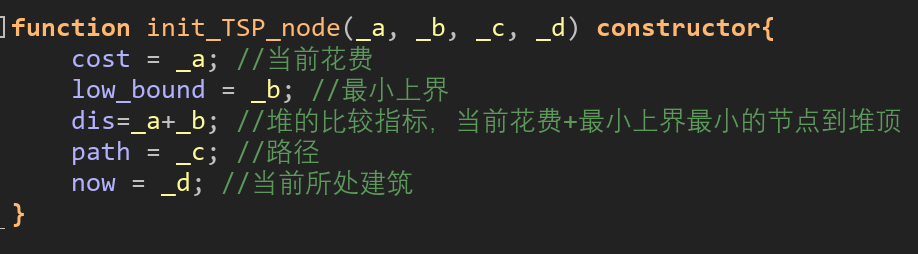 function init_TSP_node(_a, _b, _c, _d) constructor{
    cost = _a; //当前花费
    low_bound = _b; //最小上界
    dis=_a+_b; //堆的比较指标，当前花费+最小上界最小的节点到堆顶
    path = _c; //路径
    now = _d; //当前所处建筑
}